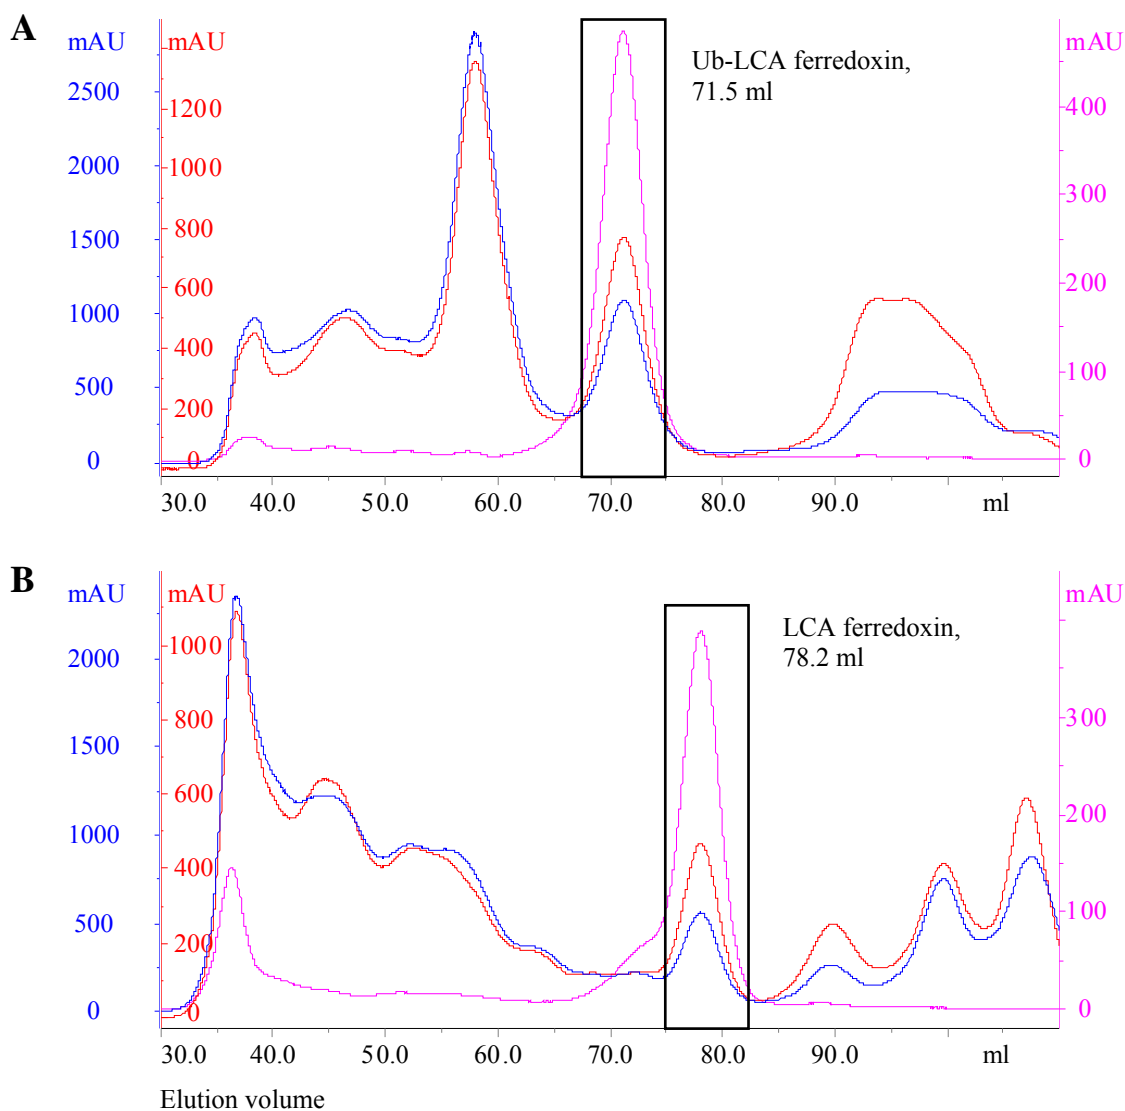 A
mAU mAU mAU
Ub-LCA ferredoxin,
71.5 ml
2500 1200 400
2000 1000
300
1500 800
600 200
1000
400
500 200 100
0 0 0
30.0 40.0 50.0 60.0 70.0 80.0 90.0 ml
B
mAU mAU mAU
LCA ferredoxin,
78.2 ml
2000 1000
800 300
1500
600 200
1000
400
500 200 100
0 0 0
30.0 40.0 50.0 60.0 70.0 80.0 90.0 ml
Elution volume